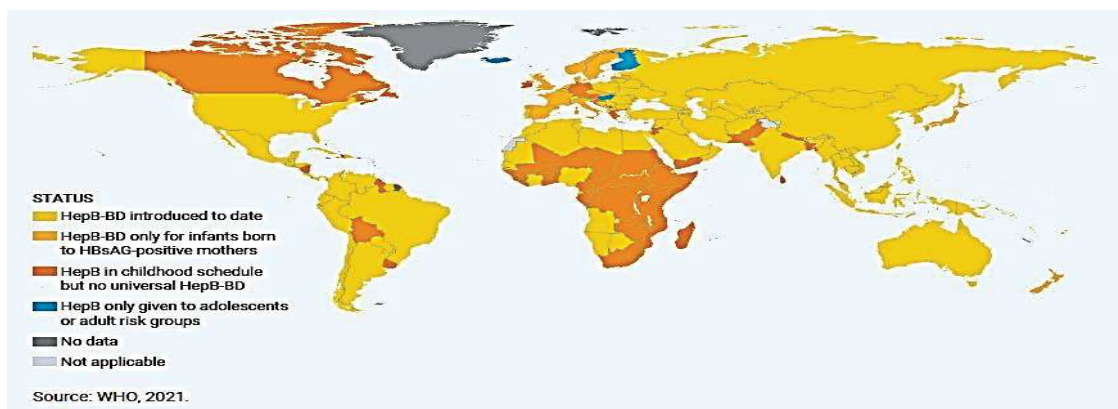 STATUS
HepB-BD introduced to date
HepB-BD only for infants born
to HBsAG-positive mothers
HepB in childhood schedule
but no universal HepB-BD
HepB only given to adolescents
or adult risk groups
No data
Not applicable
Source: WHO, 2021.